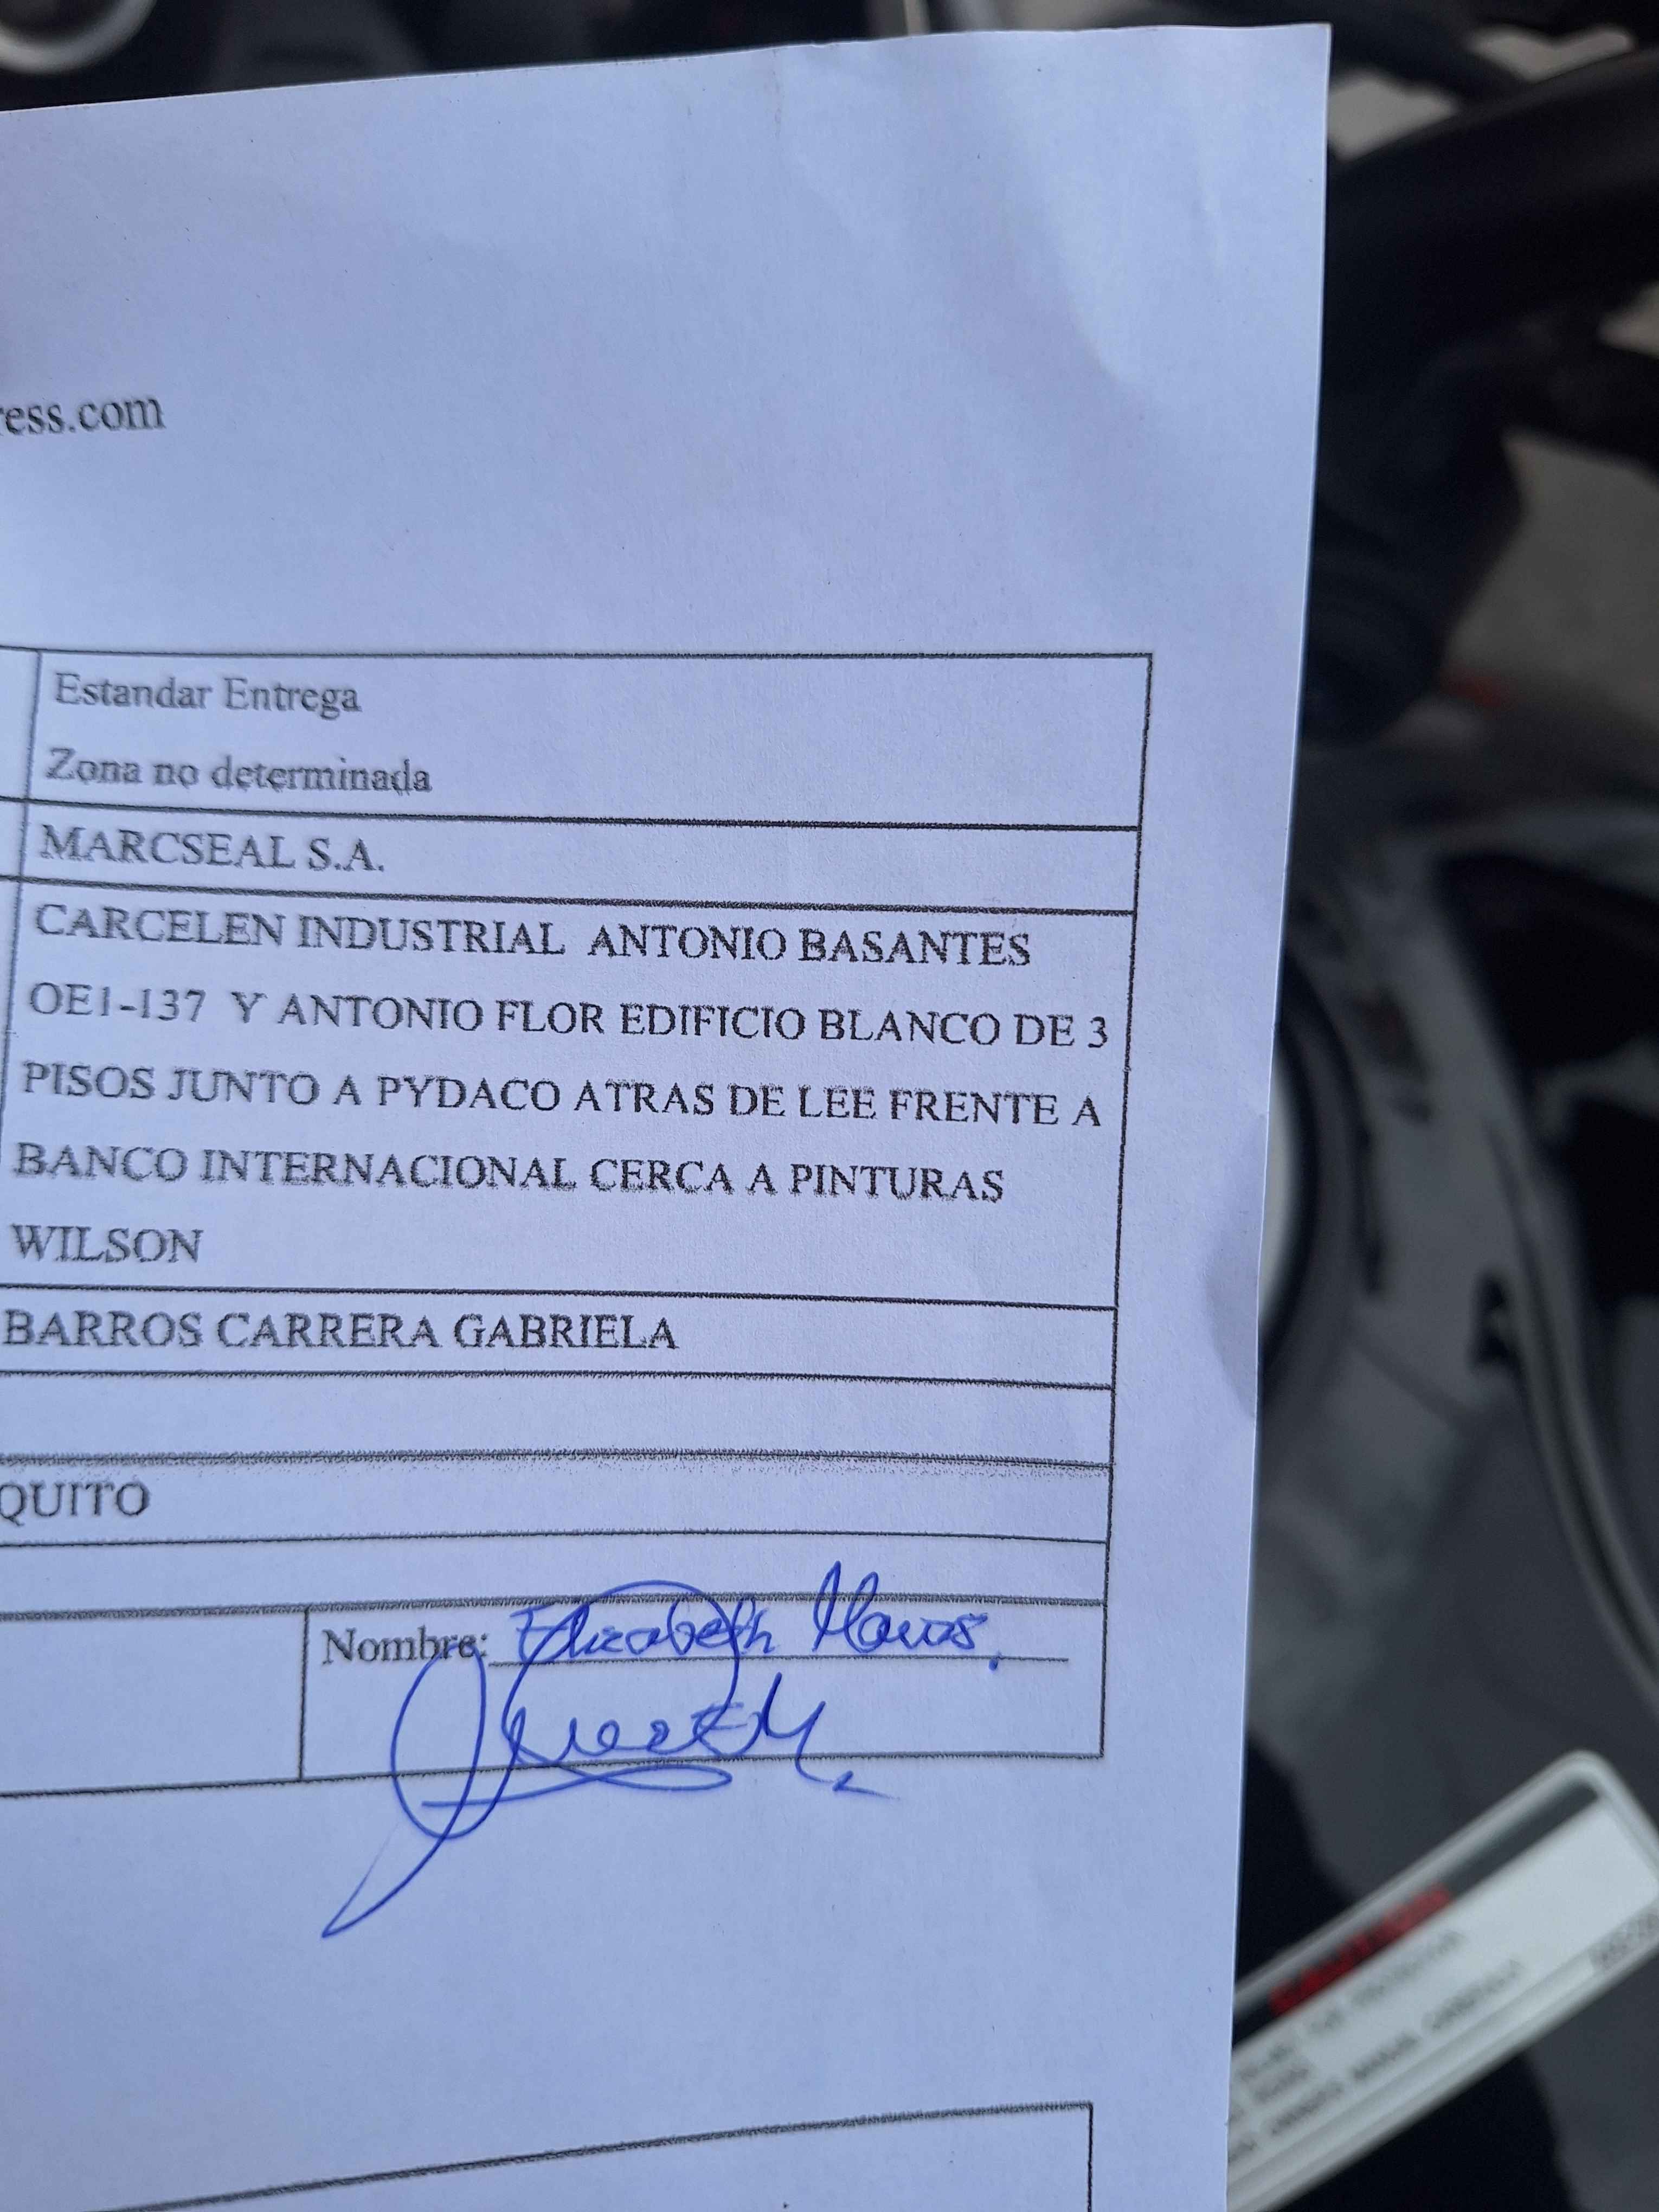 ress.com
Estandar Entrega
Zona no determinada
MARCSEAL S.A.
CARCELEN INDUSTRIAL ANTONIO BASANTES
OE1-137 Y ANTONIO FLOR EDIFICIO BLANCO DE 3
PISOS JUNTO A PYDACO ATRAS DE LEE FRENTE A
BANCO INTERNACIONAL CERCA A PINTURAS
WILSON
BARROS CARRERA GABRIELA
QUITO
Nombre: Elizabeth